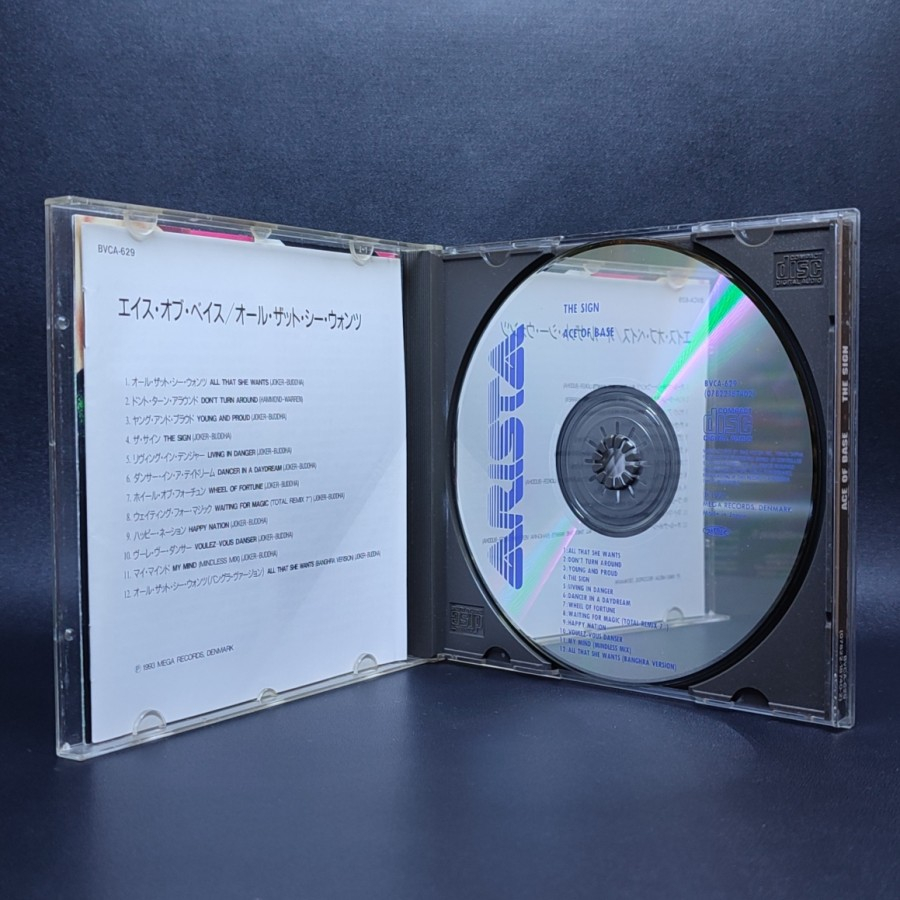 BVCA-629
エイス・オブ・ベイス/オール・ザット・シー・ウォンツ
1. オール・ザット・シー・ウォンツ ALL THAT SHE WANTS (JOKER-BUDDHA)
2. ドント・ターン・アラウンド DON'T TURN AROUND (HAMMOND-WARREN)
3. ヤング・アンド・プラウド YOUNG AND PROUD (JOKER-BUDDHA)
4. ザ・サイン THE SIGN (JOKER)
5. リヴィング・イン・デンジャー LIVING IN DANGER (JOKER-BUDDHA)
6. ダンサー・イン・ア・デイドリーム DANCER IN A DAYDREAM (JOKER-BUDDHA)
7. ホイール・オブ・フォーチュン WHEEL OF FORTUNE (JOKER-BUDDHA)
8. ウェイティング・フォー・マジック WAITING FOR MAGIC (TOTAL REMIX 7") (JOKER-BUDDHA)
9. ハッピー・ネーション HAPPY NATION (JOKER-BUDDHA)
10. ヴーレ・ヴー・ダンサー VOULEZ-VOUS DANSER (JOKER-BUDDHA)
11. マイ・マインド MY MIND (MINDLESS MIX) (JOKER-BUDDHA)
12. オール・ザット・シー・ウォンツ (バングラ・ヴァージョン) ALL THAT SHE WANTS (BANGHRA VERSION) (JOKER-BUDDHA)
Ⓟ 1993 MEGA RECORDS, DENMARK
THE SIGN
ACE OF BASE
ARISTA
BVCA-629
COMPACT
disc
DIGITAL AUDIO
MEGA RECORDS, DENMARK
1. ALL THAT SHE WANTS
2. DON'T TURN AROUND
3. YOUNG AND PROUD
4. THE SIGN
5. LIVING IN DANGER
6. DANCER IN A DAYDREAM
7. WHEEL OF FORTUNE
8. WAITING FOR MAGIC (TOTAL REMIX 7")
9. HAPPY NATION
10. VOULEZ-VOUS DANSER
11. MY MIND (MINDLESS MIX)
12. ALL THAT SHE WANTS (BANGHRA VERSION)
COMPACT
disc
DIGITAL AUDIO
ACE OF BASE THE SIGN